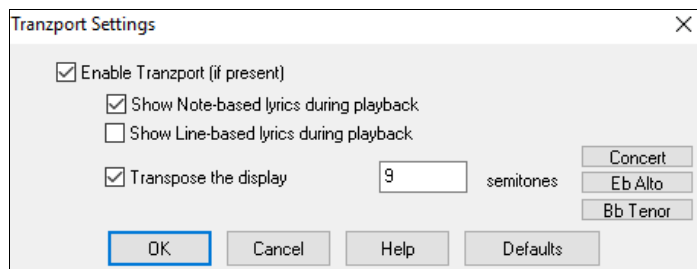 Tranzport Settings
Enable Tranzport (if present)
Show Note-based lyrics during playback
Show Line-based lyrics during playback
Transpose the display 9 semitones
Concert
Eb Alto
Bb Tenor
OK Cancel Help Defaults